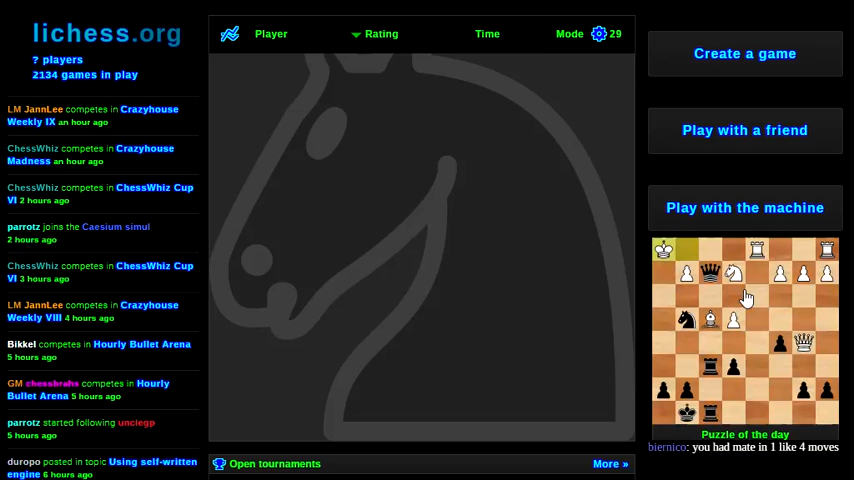 lichess.org
? players
2134 games in play
LM JannLee competes in Crazyhouse
Weekly IX an hour ago
ChessWhiz competes in Crazyhouse
Madness an hour ago
ChessWhiz competes in ChessWhiz Cup
VI 2 hours ago
parrotz joins the Caesium simul
2 hours ago
ChessWhiz competes in ChessWhiz Cup
VI 3 hours ago
LM JannLee competes in Crazyhouse
Weekly VIII 4 hours ago
Bikkel competes in Hourly Bullet Arena
5 hours ago
GM chessbrahs competes in Hourly
Bullet Arena 5 hours ago
parrotz started following unclegp
5 hours ago
duropo posted in topic Using self-written
engine 6 hours ago
Player Rating Time Mode 29
Open tournaments More »
Create a game
Play with a friend
Play with the machine
Puzzle of the day
biernico: you had mate in 1 like 4 moves